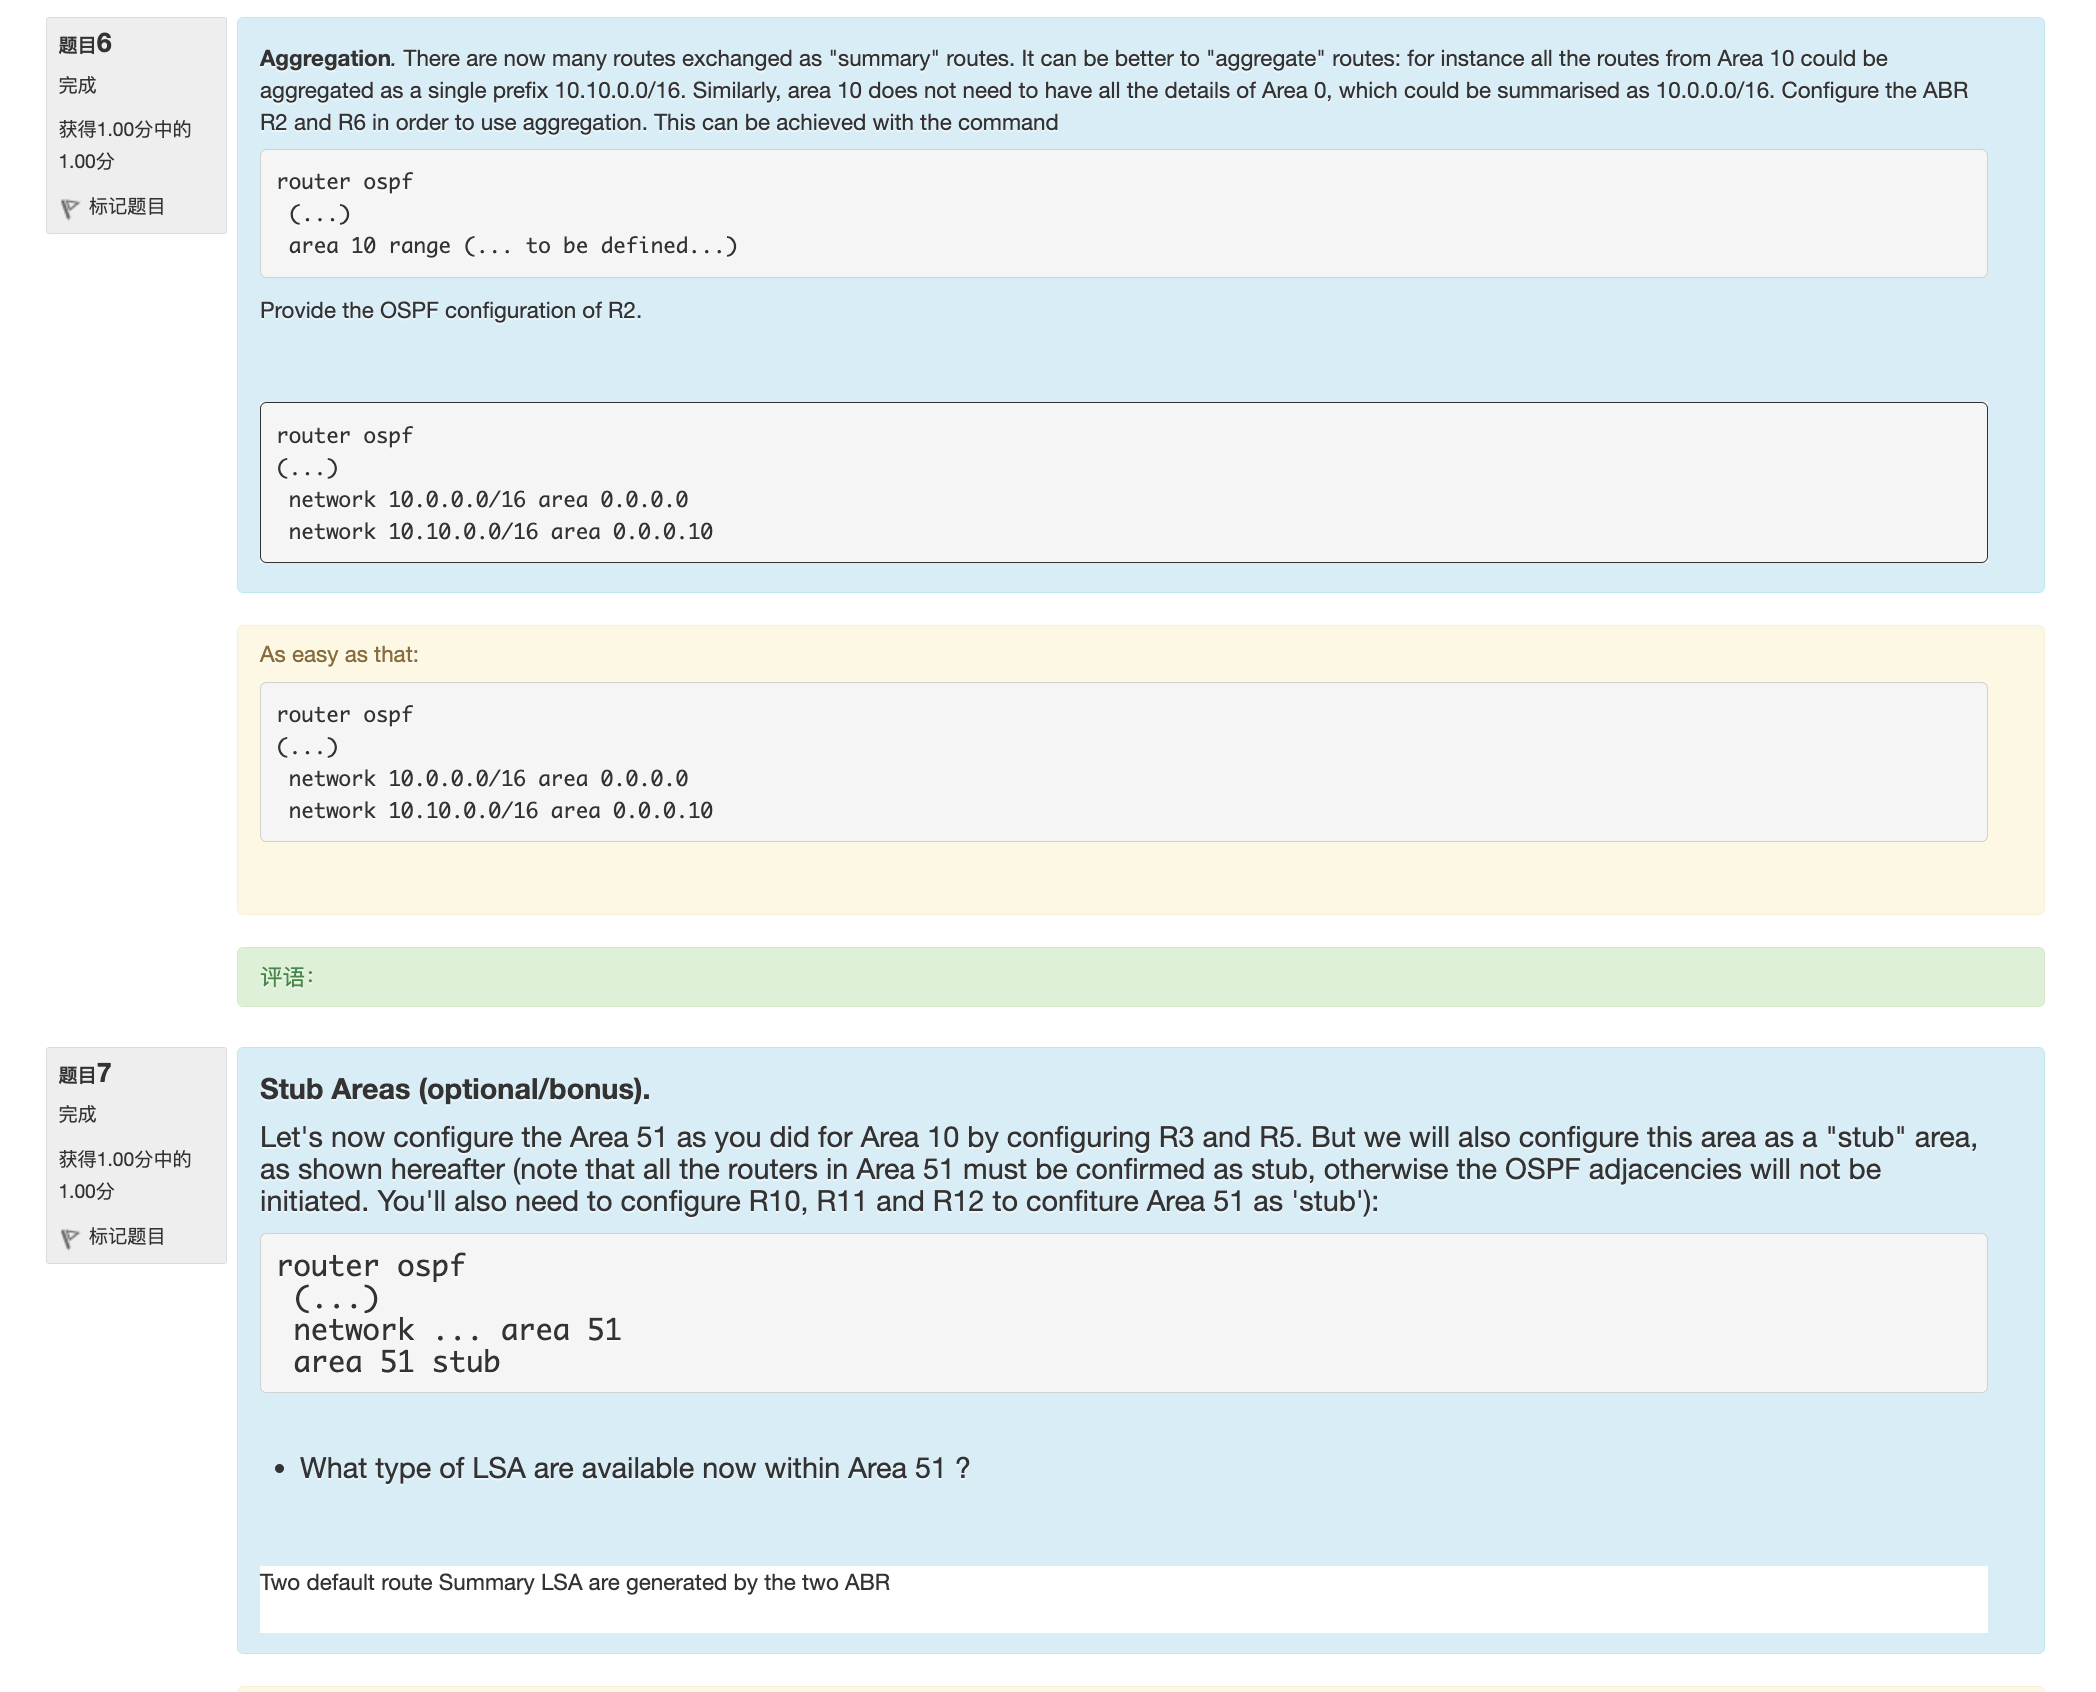 题目6
完成
获得1.00分中的
1.00分
标记题目
Aggregation. There are now many routes exchanged as "summary" routes. It can be better to "aggregate" routes: for instance all the routes from Area 10 could be
aggregated as a single prefix 10.10.0.0/16. Similarly, area 10 does not need to have all the details of Area 0, which could be summarised as 10.0.0.0/16. Configure the ABR
R2 and R6 in order to use aggregation. This can be achieved with the command
router ospf
(...)
area 10 range (... to be defined...)
Provide the OSPF configuration of R2.
router ospf
(...)
network 10.0.0.0/16 area 0.0.0.0
network 10.10.0.0/16 area 0.0.0.10
As easy as that:
router ospf
(...)
network 10.0.0.0/16 area 0.0.0.0
network 10.10.0.0/16 area 0.0.0.10
评语：
题目7
完成
获得1.00分中的
1.00分
标记题目
Stub Areas (optional/bonus).
Let's now configure the Area 51 as you did for Area 10 by configuring R3 and R5. But we will also configure this area as a "stub" area,
as shown hereafter (note that all the routers in Area 51 must be confirmed as stub, otherwise the OSPF adjacencies will not be
initiated. You'll also need to configure R10, R11 and R12 to confiture Area 51 as 'stub'):
router ospf
(...)
network ... area 51
area 51 stub
• What type of LSA are available now within Area 51 ?
Two default route Summary LSA are generated by the two ABR